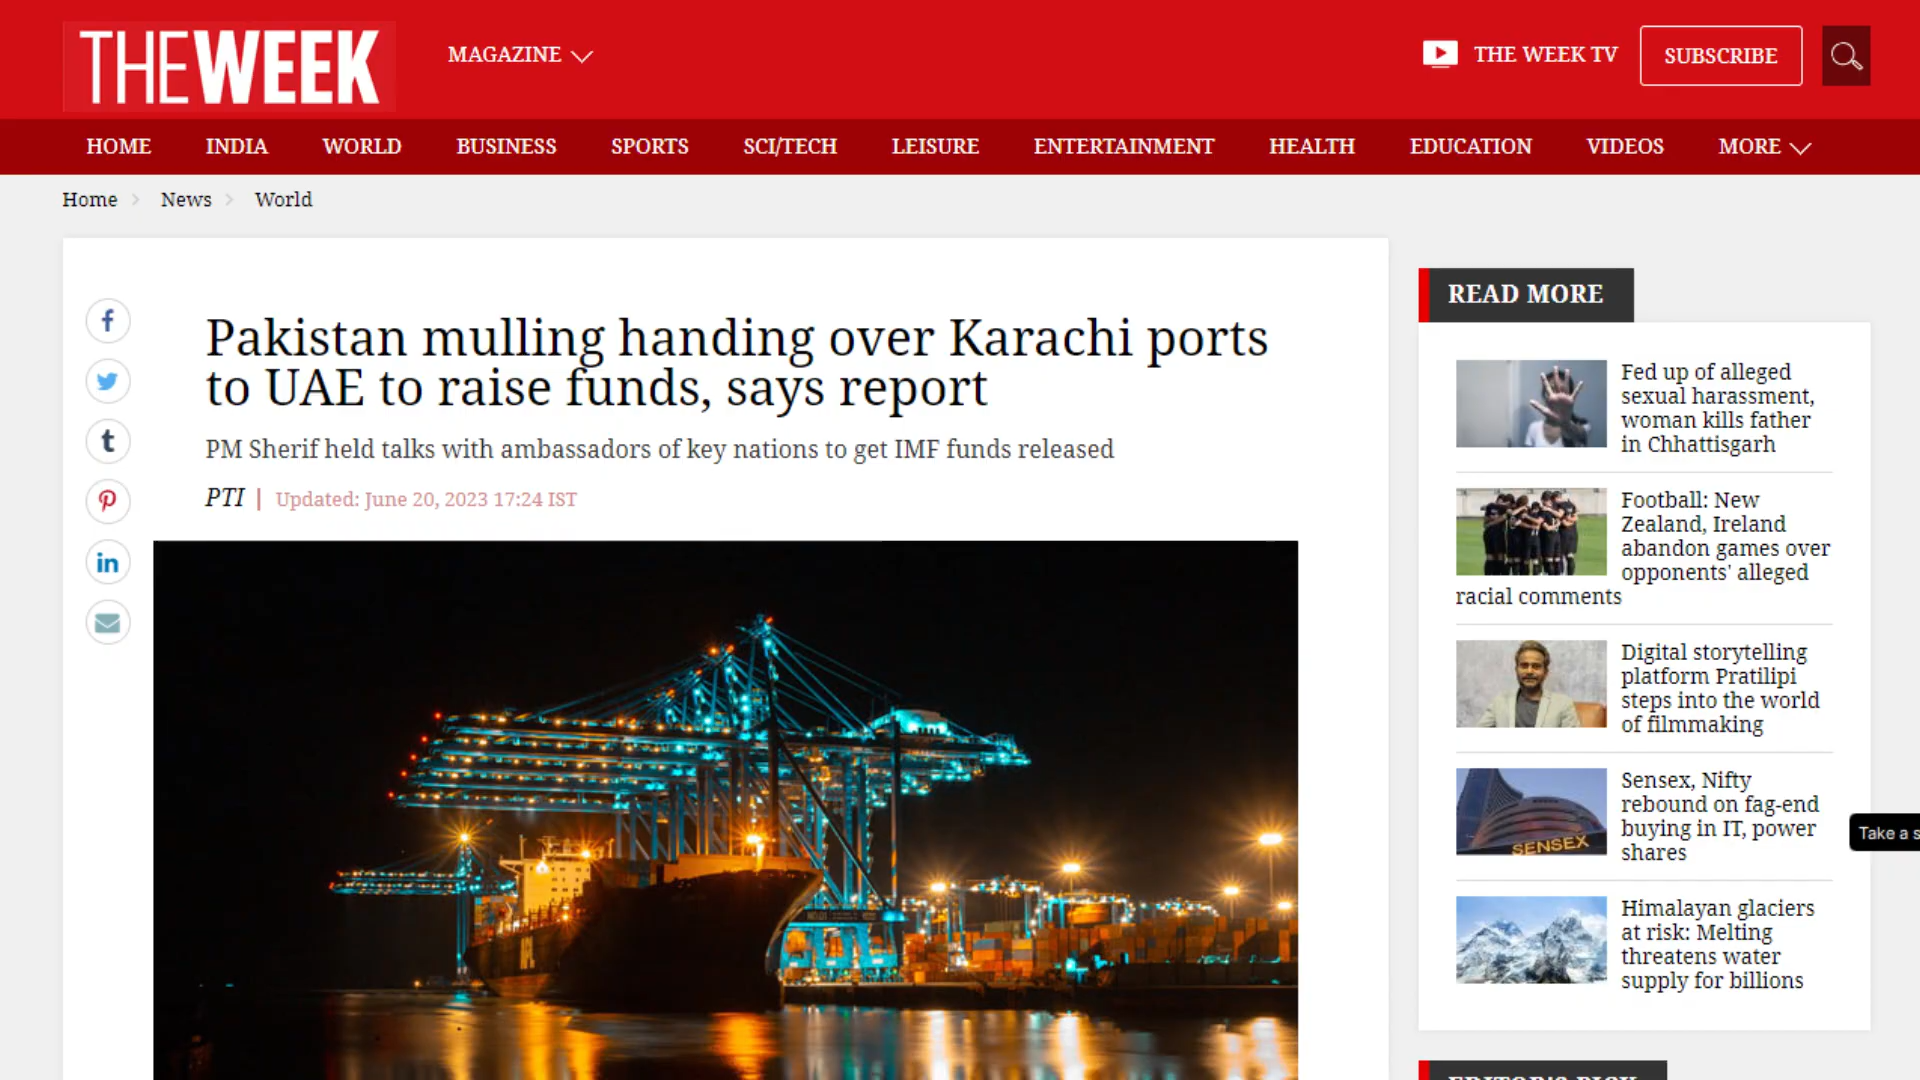 THEWEEK
MAGAZINE
THE WEEK TV
SUBSCRIBE
HOME
INDIA
WORLD
BUSINESS
SPORTS
SCI/TECH
LEISURE
ENTERTAINMENT
HEALTH
EDUCATION
VIDEOS
MORE
Home
News
World
Pakistan mulling handing over Karachi ports
to UAE to raise funds, says report
PM Sherif held talks with ambassadors of key nations to get IMF funds released
PTI | Updated: June 20, 2023 17:24 IST
READ MORE
Fed up of alleged
sexual harassment,
woman kills father
in Chhattisgarh
Football: New
Zealand, Ireland
abandon games over
opponents' alleged
racial comments
Digital storytelling
platform Pratilipi
steps into the world
of filmmaking
Sensex, Nifty
rebound on fag-end
buying in IT, power
shares
SENSEX
Himalayan glaciers
at risk: Melting
threatens water
supply for billions
Take a s
EDITOR'S PICK